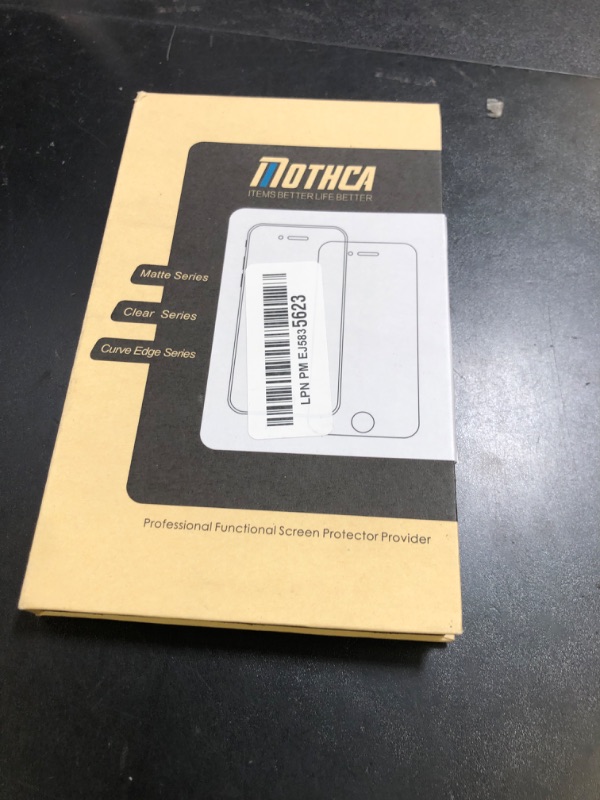 MOTHCA
ITEMS BETTER LIFE BETTER
Matte Series
Clear Series
Curve Edge Series
LPN PM EJ5835623
Professional Functional Screen Protector Provider